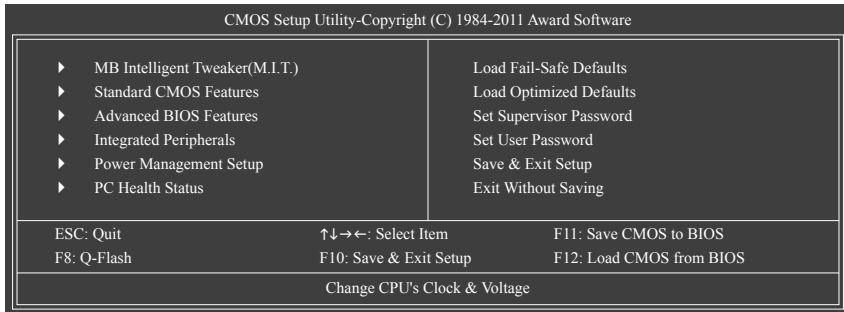 CMOS Setup Utility-Copyright (C) 1984-2011 Award Software
MB Intelligent Tweaker(M.I.T.)
Standard CMOS Features
Advanced BIOS Features
Integrated Peripherals
Power Management Setup
PC Health Status
Load Fail-Safe Defaults
Load Optimized Defaults
Set Supervisor Password
Set User Password
Save & Exit Setup
Exit Without Saving
ESC: Quit ↑↓→←: Select Item F11: Save CMOS to BIOS
F8: Q-Flash F10: Save & Exit Setup F12: Load CMOS from BIOS
Change CPU's Clock & Voltage